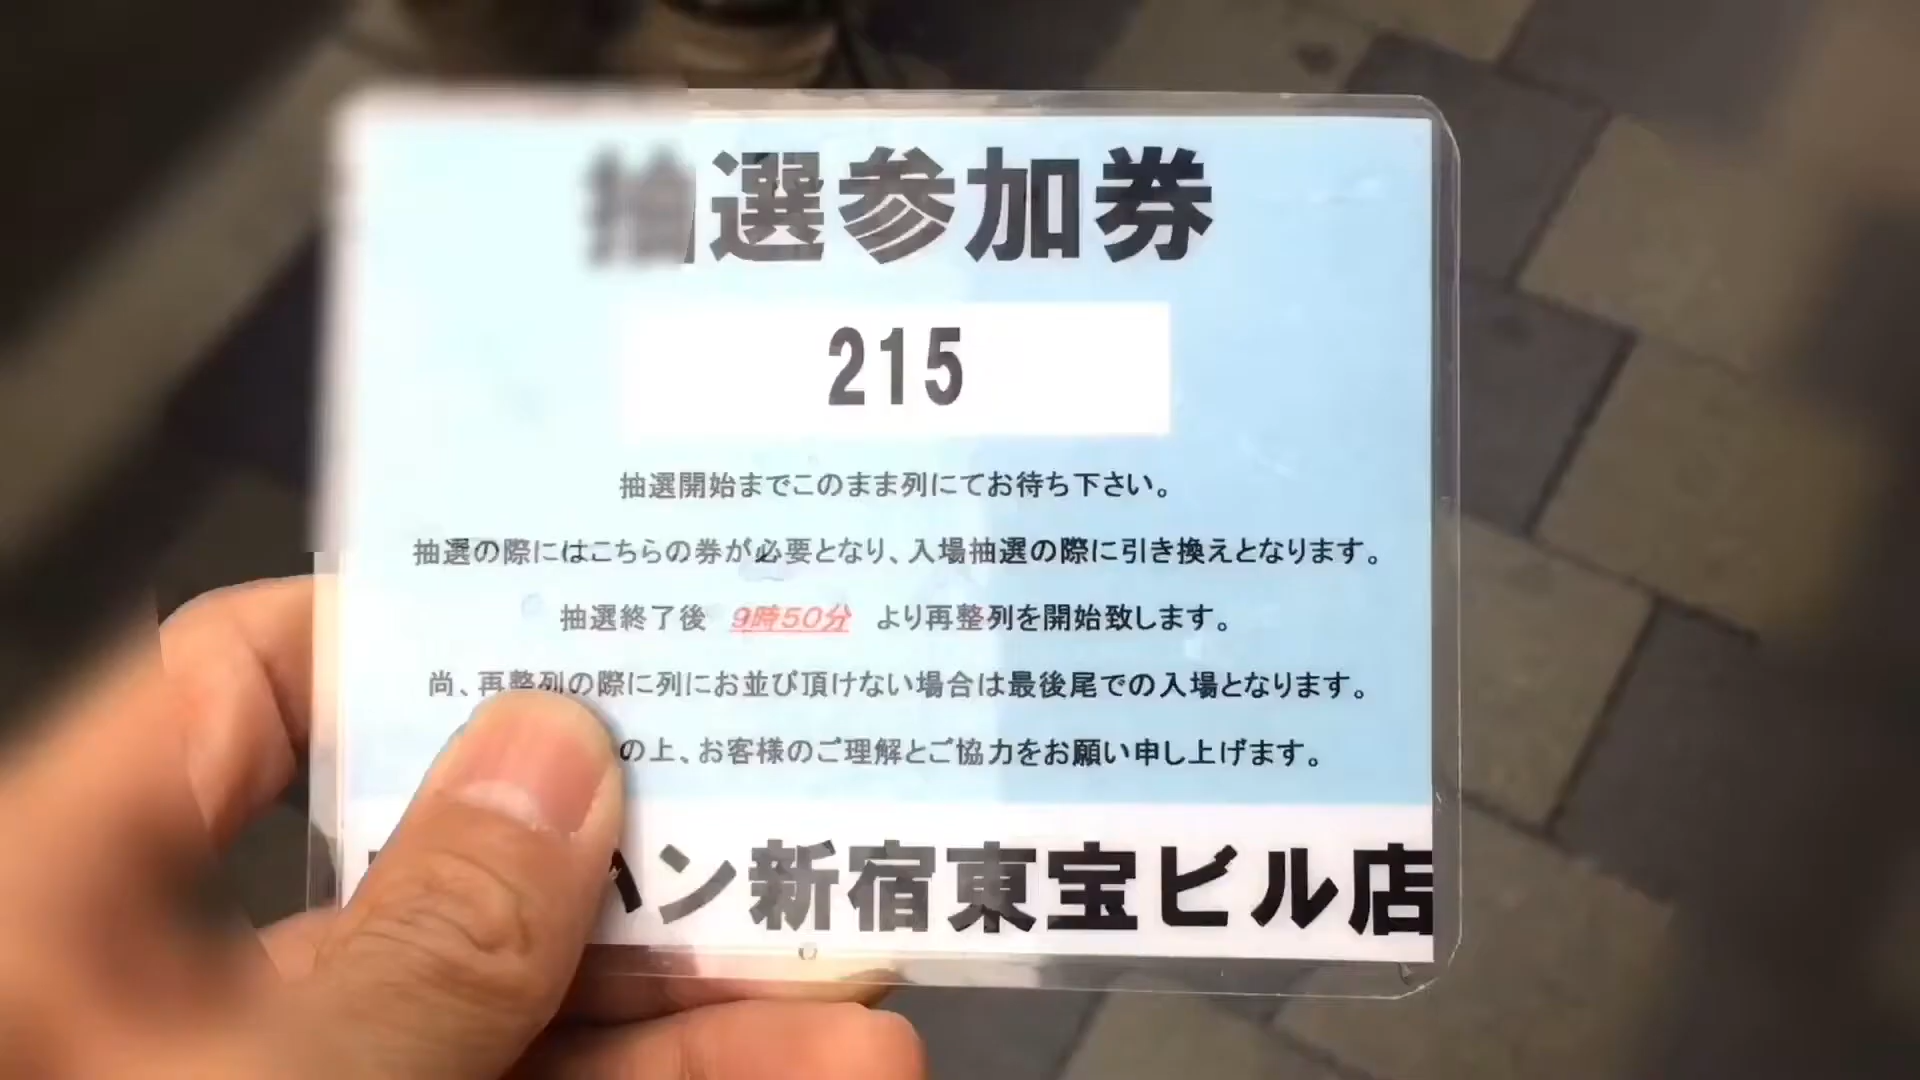 抽選参加券
215
抽選開始までこのまま列にてお待ち下さい。
抽選の際にはこちらの券が必要となり、入場抽選の際に引き換えとなります。
抽選終了後 9時50分 より再整列を開始致します。
尚、再整列の際に列にお並び頂けない場合は最後尾での入場となります。
の上、お客様のご理解とご協力をお願い申し上げます。
ハン新宿東宝ビル店